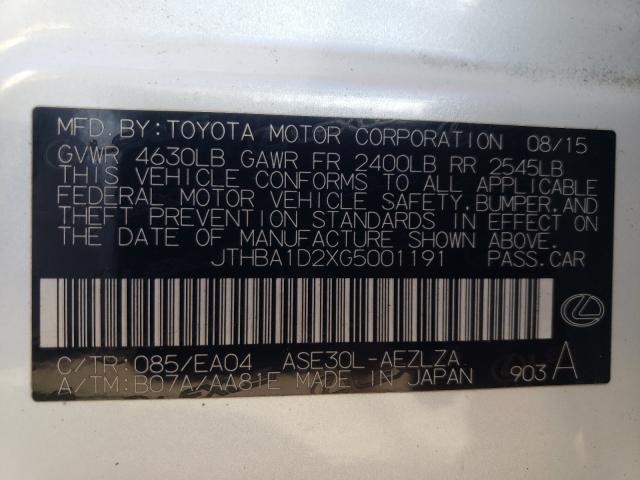 MFD.BY:TOYOTA MOTOR CORPORATION 08/15
GVWR 4630LB GAWR FR 2400LB RR 2545LB
THIS VEHICLE CONFORMS TO ALL APPLICABLE
FEDERAL MOTOR VEHICLE SAFETY,BUMPER,AND
THEFT PREVENTION STANDARDS IN EFFECT ON
THE DATE OF MANUFACTURE SHOWN ABOVE.
JTHBA1D2XG5001191 PASS.CAR
C/TR:085/EA04 ASE30L-AEZLZA
A/TM:B07A/AA81E MADE IN JAPAN 903 A